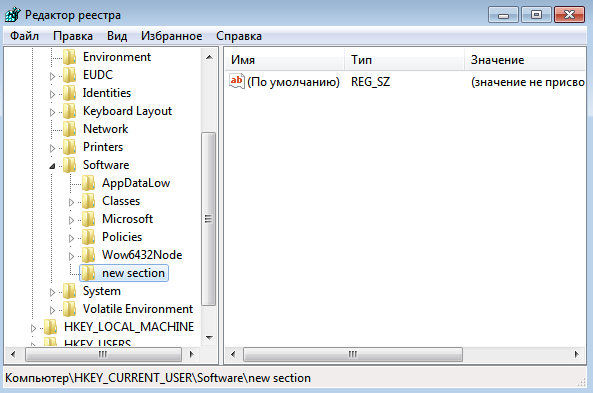 Редактор реестра
Файл Правка Вид Избранное Справка
Environment
EUDC
Identities
Keyboard Layout
Network
Printers
Software
AppDataLow
Classes
Microsoft
Policies
Wow6432Node
new section
System
Volatile Environment
HKEY_LOCAL_MACHINE
HKEY_USERS
Имя Тип Значение
ab (По умолчанию) REG_SZ (значение не присво
Компьютер\HKEY_CURRENT_USER\Software\new section